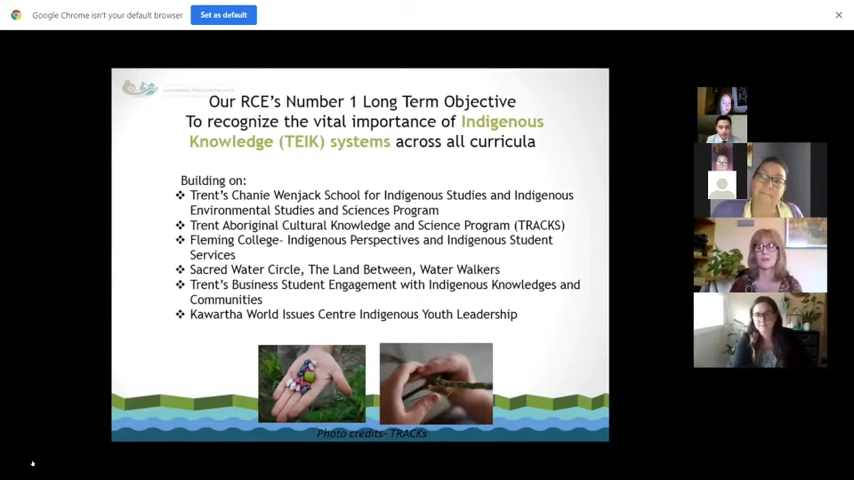 Google Chrome isn't your default browser
Set as default
Our RCE's Number 1 Long Term Objective
To recognize the vital importance of Indigenous
Knowledge (TEIK) systems across all curricula
Building on:
❖ Trent's Chanie Wenjack School for Indigenous Studies and Indigenous
Environmental Studies and Sciences Program
❖ Trent Aboriginal Cultural Knowledge and Science Program (TRACKS)
❖ Fleming College- Indigenous Perspectives and Indigenous Student
Services
❖ Sacred Water Circle, The Land Between, Water Walkers
❖ Trent's Business Student Engagement with Indigenous Knowledges and
Communities
❖ Kawartha World Issues Centre Indigenous Youth Leadership
Photo credits- TRACKs